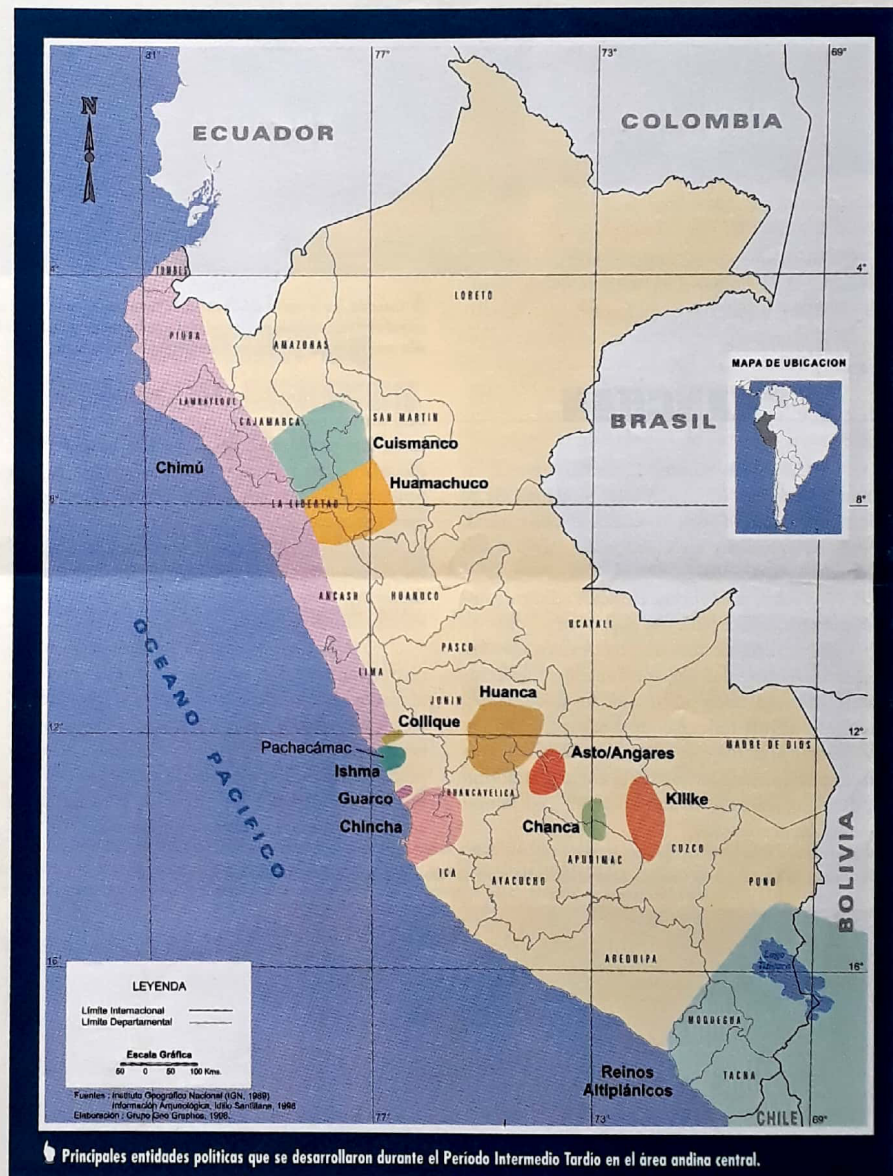 81°
77°
73°
69°
N
ECUADOR
COLOMBIA
4°
TUMBES
4°
LORETO
PIURA
AMAZONAS
MAPA DE UBICACION
LAMBAYEQUE
CAJAMARCA
SAN MARTIN
BRASIL
Cuismanco
Chimú
Huamachuco
8°
LA LIBERTAD
8°
ANCASH
HUANUCO
UCAYALI
OCEANO PACIFICO
PASCO
LIMA
JUNIN
Huanca
12°
Collique
12°
Pachacámac
Asto/Angares
MADRE DE DIOS
Ishma
Guarco
HUANCAVELICA
Killke
Chincha
Chanca
CUZCO
APURIMAC
BOLIVIA
ICA
AYACUCHO
PUNO
AREQUIPA
Lago Titicaca
16°
16°
LEYENDA
Límite Internacional
Límite Departamental
MOQUEGUA
Escala Gráfica
50 0 50 100 Kms.
Reinos
Altiplánicos
TACNA
Fuentes : Instituto Geográfico Nacional (IGN, 1989)
Información Arqueológica, Idilio Santillana, 1998
Elaboración : Grupo Geo Graphos, 1998.
77°
73°
CHILE
69°
Principales entidades políticas que se desarrollaron durante el Período Intermedio Tardío en el área andina central.